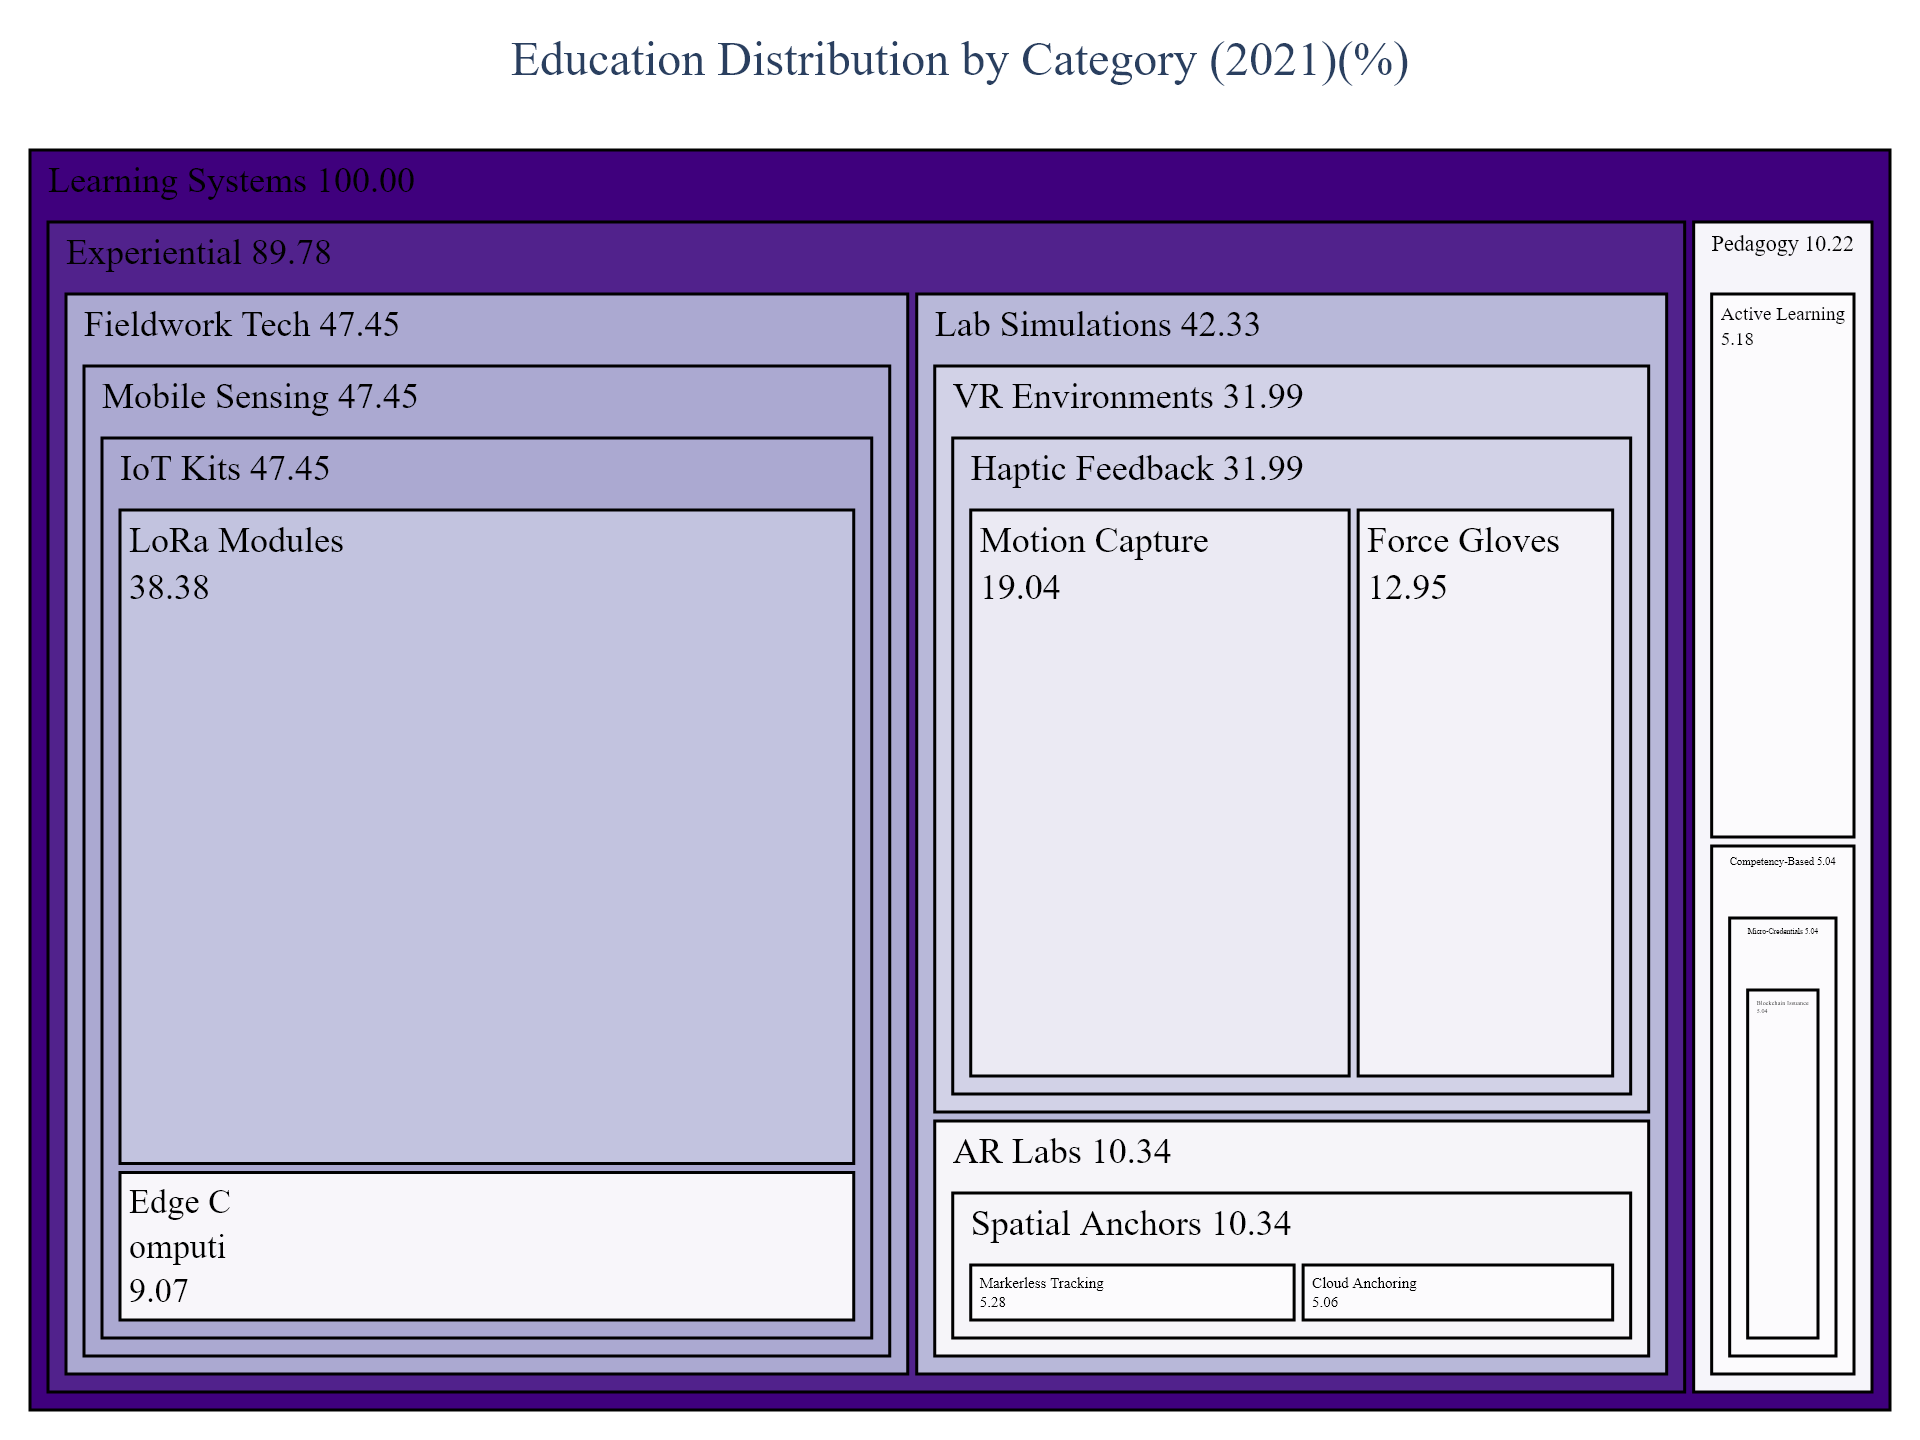 Education Distribution by Category (2021)(%)
Learning Systems 100.00
Experiential 89.78
Fieldwork Tech 47.45
Mobile Sensing 47.45
IoT Kits 47.45
LoRa Modules
38.38
Edge C
omputi
9.07
Lab Simulations 42.33
VR Environments 31.99
Haptic Feedback 31.99
Motion Capture
19.04
Force Gloves
12.95
AR Labs 10.34
Spatial Anchors 10.34
Markerless Tracking
5.28
Cloud Anchoring
5.06
Pedagogy 10.22
Active Learning
5.18
Competency-Based 5.04
Micro-Credentials 5.04
Blockchain Issuance
5.04